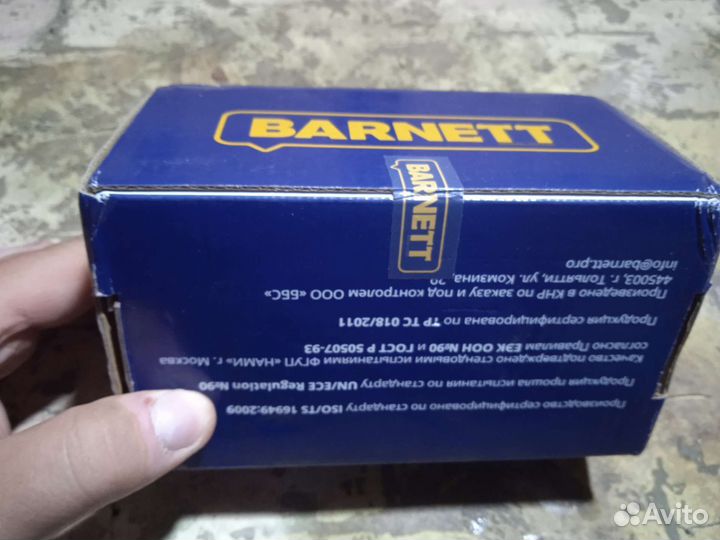 BARNETT
BARNETT
Производство сертифицировано по стандарту ISO/TS 16949:2009
Продукция прошла испытания по стандарту UN/ECE Regulation №90
Качество подтверждено стендовыми испытаниями ФГУП «НАМИ» г. Москва
согласно Правилам ЕЭК ООН №90 и ГОСТ Р 50507-93
Продукция сертифицирована по ТР ТС 018/2011
Произведено в КНР по заказу и под контролем ООО «ББС»
445003, г. Тольятти, ул. Комзина,
info@barnett.pro
Avito